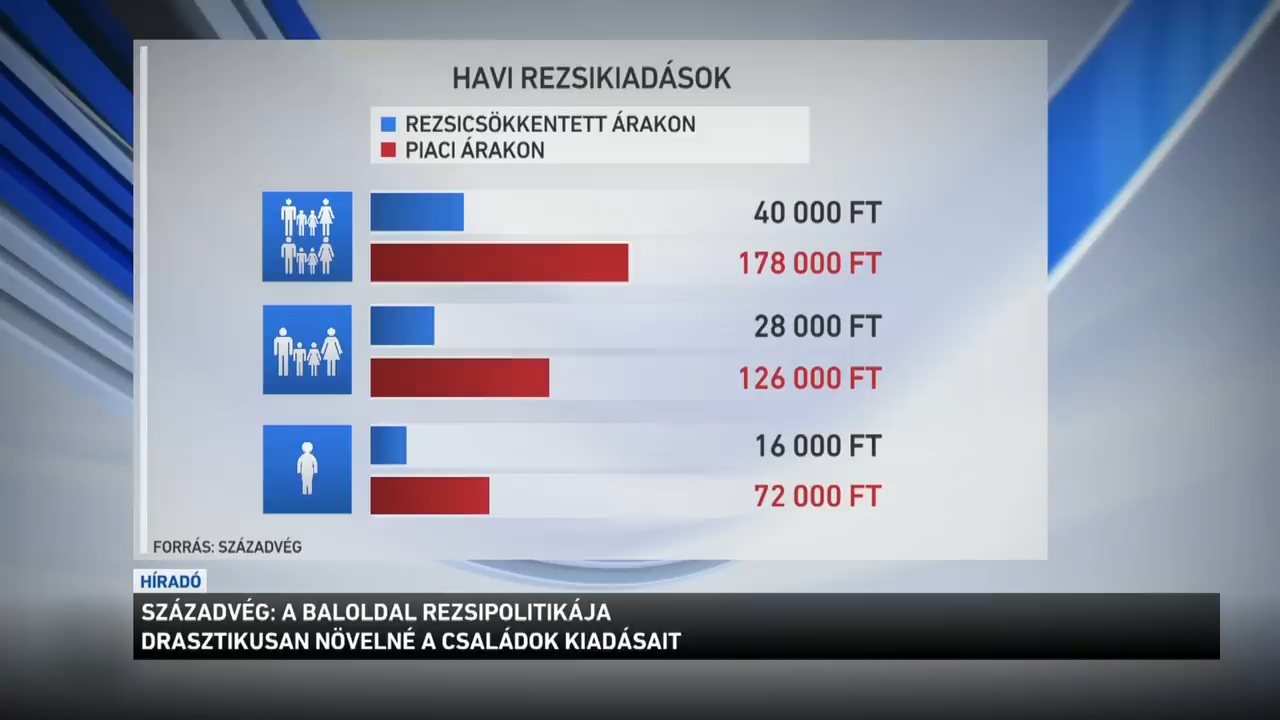 HAVI REZSIKIADÁSOK
REZSICSÖKKENTETT ÁRAKON
PIACI ÁRAKON
40 000 FT
178 000 FT
28 000 FT
126 000 FT
16 000 FT
72 000 FT
FORRÁS: SZÁZADVÉG
HÍRADÓ
SZÁZADVÉG: A BALOLDAL REZSIPOLITIKÁJA
DRASZTIKUSAN NÖVELNÉ A CSALÁDOK KIADÁSAIT